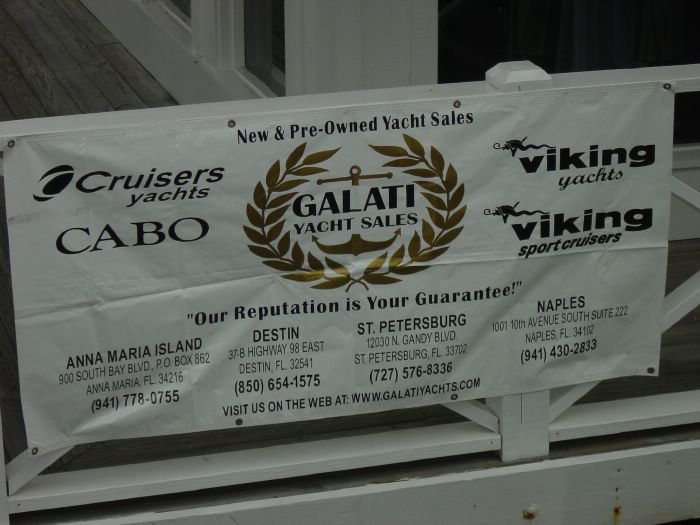 New & Pre-Owned Yacht Sales
Cruisers
yachts
CABO
GALATI
YACHT SALES
viking
yachts
viking
sportcruisers
"Our Reputation is Your Guarantee!"
ANNA MARIA ISLAND
900 SOUTH BAY BLVD., P.O. BOX 862
ANNA MARIA, FL. 34216
(941) 778-0755
DESTIN
37-B HIGHWAY 98 EAST
DESTIN, FL. 32541
(850) 654-1575
ST. PETERSBURG
12030 N. GANDY BLVD.
ST. PETERSBURG, FL. 33702
(727) 576-8336
NAPLES
1001 10th AVENUE SOUTH SUITE 222
NAPLES, FL. 34102
(941) 430-2833
VISIT US ON THE WEB AT: WWW.GALATIYACHTS.COM